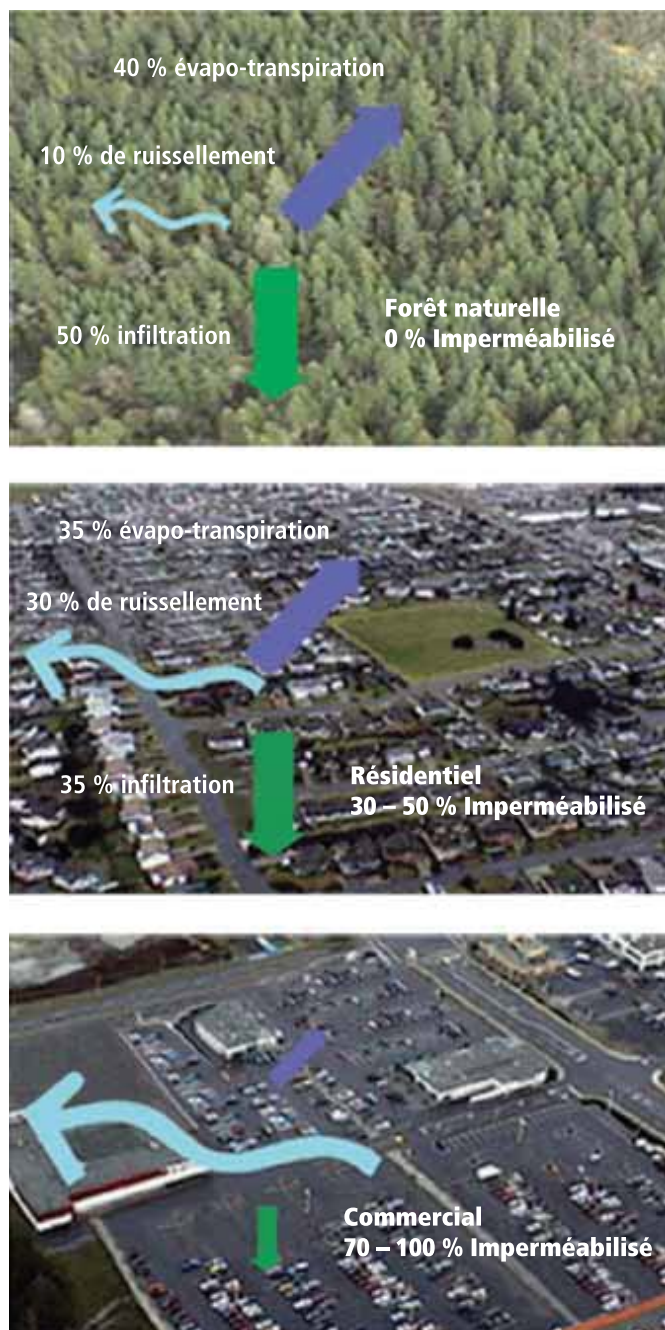 40 % évapo-transpiration
10 % de ruissellement
50 % infiltration
Forêt naturelle
0 % Imperméabilisé
35 % évapo-transpiration
30 % de ruissellement
35 % infiltration
Résidentiel
30 – 50 % Imperméabilisé
Commercial
70 – 100 % Imperméabilisé